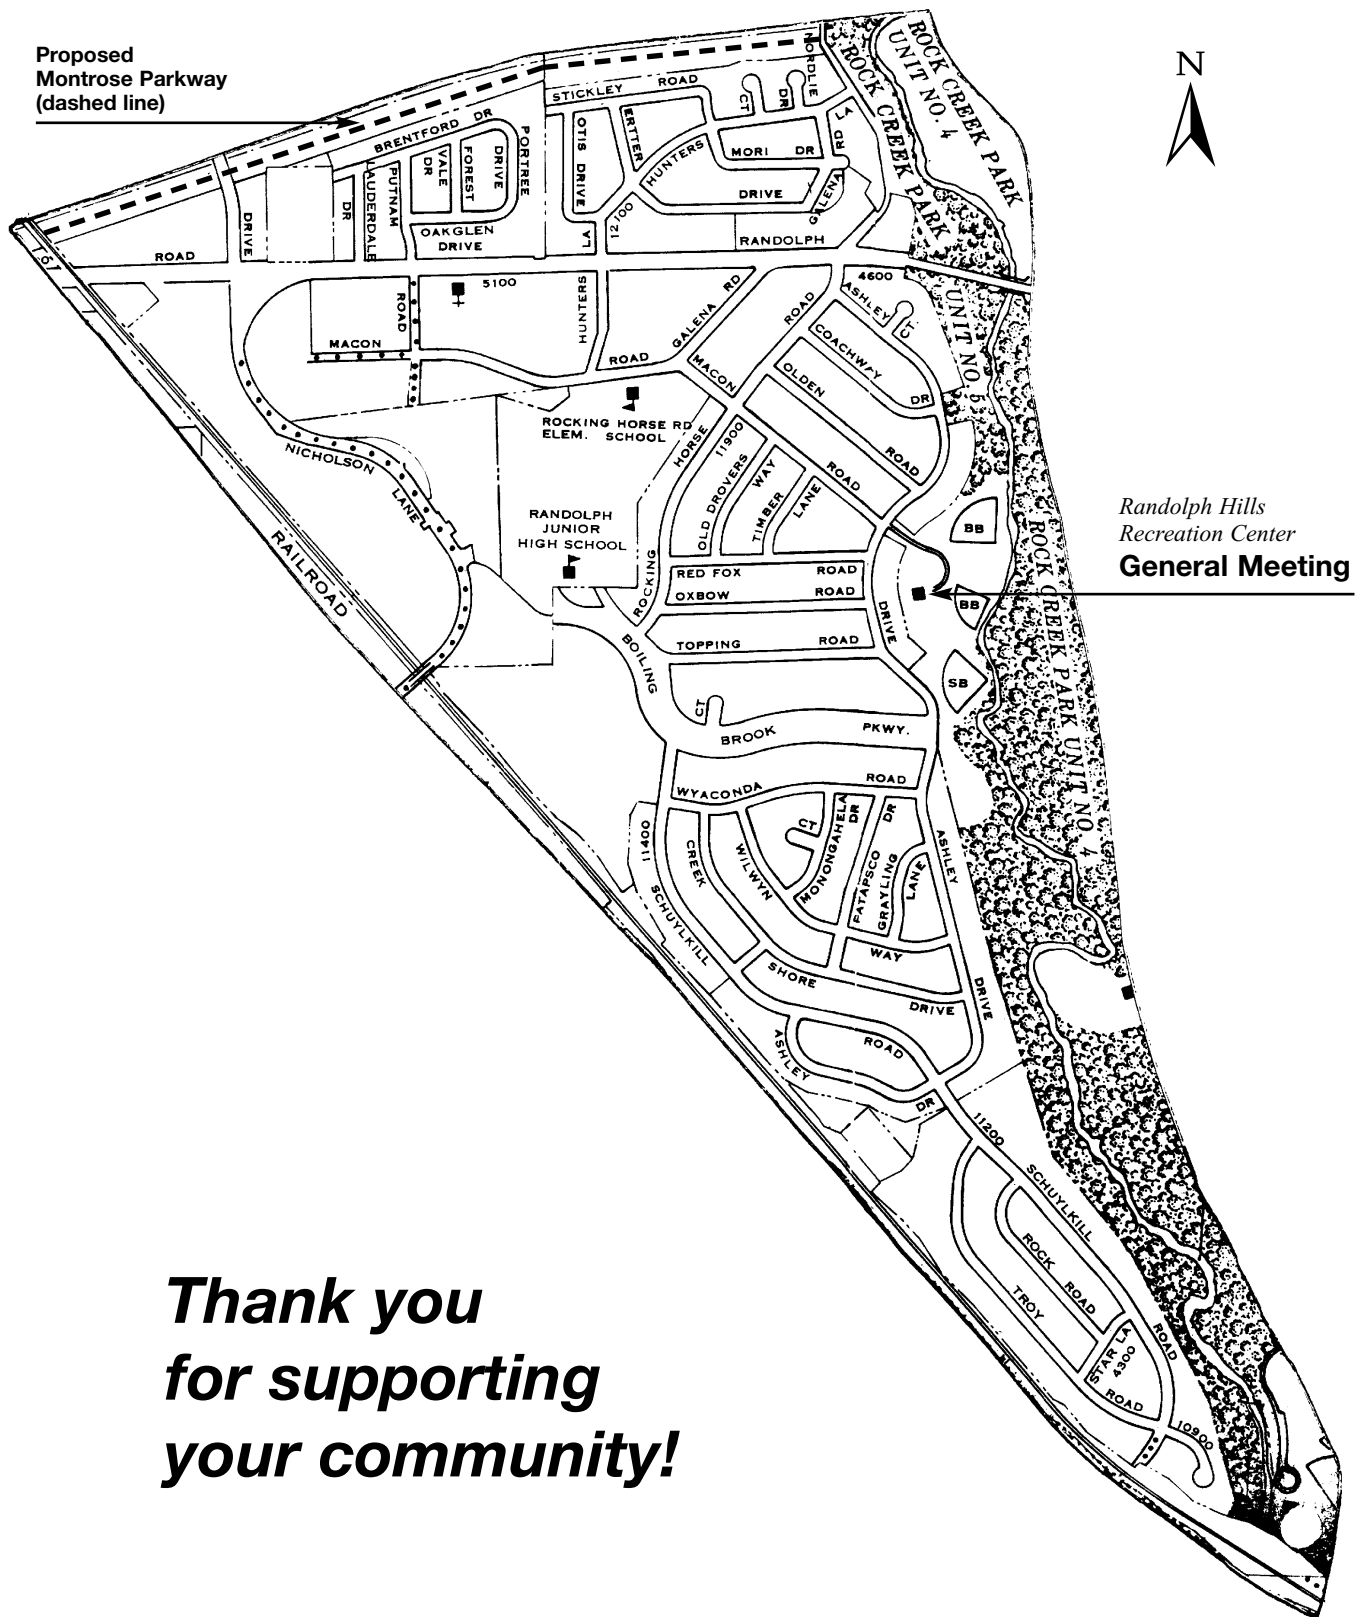 Proposed
Montrose Parkway
(dashed line)
N
ROCK CREEK PARK
UNIT NO. 4
ROCK CREEK PARK
UNIT NO. 5
NORDLIE
STICKLEY ROAD
CT
DR
LA
BRENTFORD DR
OTIS DRIVE
ERTTER
HUNTERS
MORI DR
RD
GALENA
DRIVE
12100
LA
PORTREE
DRIVE
FOREST
VALE
DR
PUTNAM
LAUDERDALE
DR
DRIVE
OAKGLEN
DRIVE
ROAD
RANDOLPH
4600
5100
ROAD
MACON
HUNTERS
ROAD
GALENA RD
MACON
ROAD
ASHLEY
CT
COACHWAY
DR
OLDEN
ROAD
ROCKING HORSE RD
ELEM. SCHOOL
HORSE
11900
OLD DROVERS
WAY
TIMBER
LANE
ROAD
NICHOLSON
LANE
RANDOLPH
JUNIOR
HIGH SCHOOL
RAILROAD
ROCKING
RED FOX ROAD
OXBOW ROAD
TOPPING ROAD
DRIVE
BB
BB
SB
Randolph Hills
Recreation Center
General Meeting
ROCK CREEK PARK UNIT NO 4
BOILING
CT
BROOK PKWY.
WYACONDA ROAD
11400
CREEK
WILWYN
CT
MONONGAHELA
DR
PATAPSCO
DR
GRAYLING
LANE
ASHLEY
SCHUYLKILL
WAY
SHORE
DRIVE
DRIVE
ROAD
ASHLEY
DR
11200
SCHUYLKILL
ROCK
ROAD
TROY
STAR LA
4300
ROAD
ROAD
10900
Thank you
for supporting
your community!